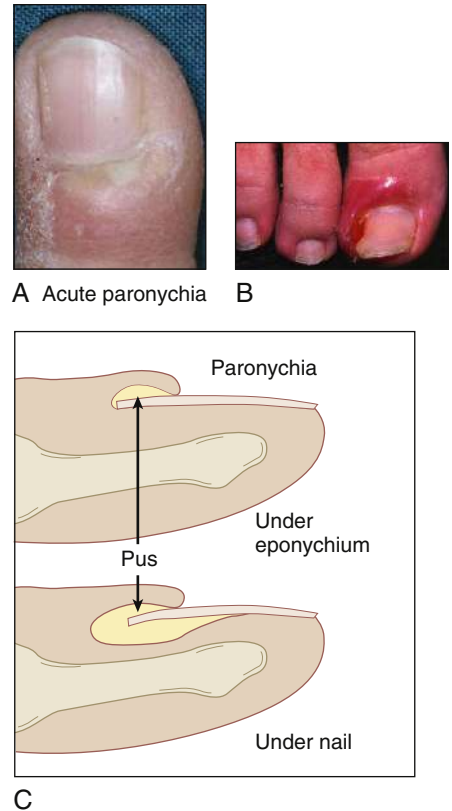 A Acute paronychia
B
Paronychia
Under
eponychium
Pus
Under nail
C